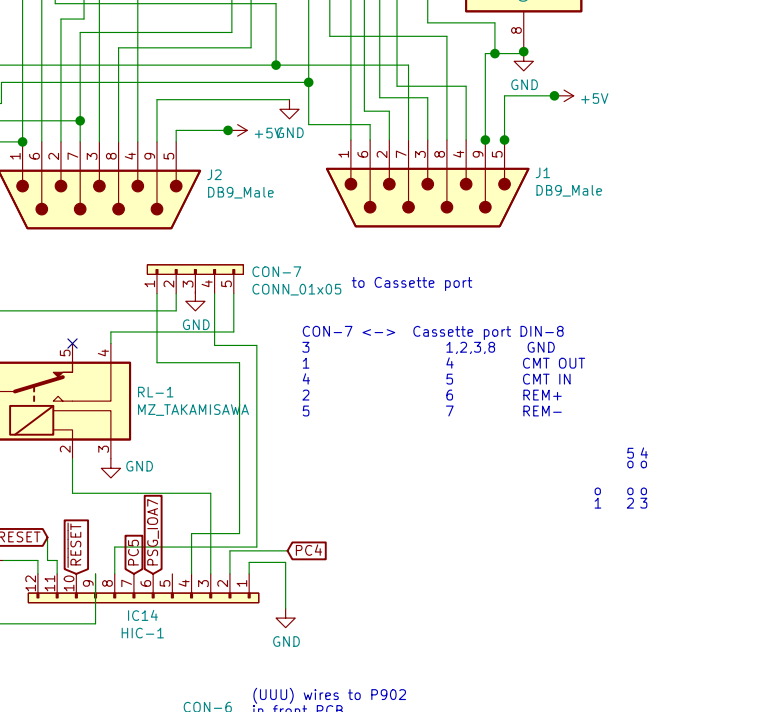 8
GND
+5V
+5V
GND
1 6 2 7 3 8 4 9 5
J2
DB9_Male
1 6 2 7 3 8 4 9 5
J1
DB9_Male
CON-7
CONN_01x05
to Cassette port
1 2 3 4 5
GND
CON-7 <-> Cassette port DIN-8
3 1,2,3,8 GND
1 4 CMT OUT
4 5 CMT IN
2 6 REM+
5 7 REM-
5 4
RL-1
MZ_TAKAMISAWA
2 3
GND
5 4
o o
o o o
1 2 3
RESET
RESET
PC5
PSG_IOA7
PC4
12 11 10 9 8 7 6 5 4 3 2 1
IC14
HIC-1
GND
CON-6
(UUU) wires to P902
in front PCB